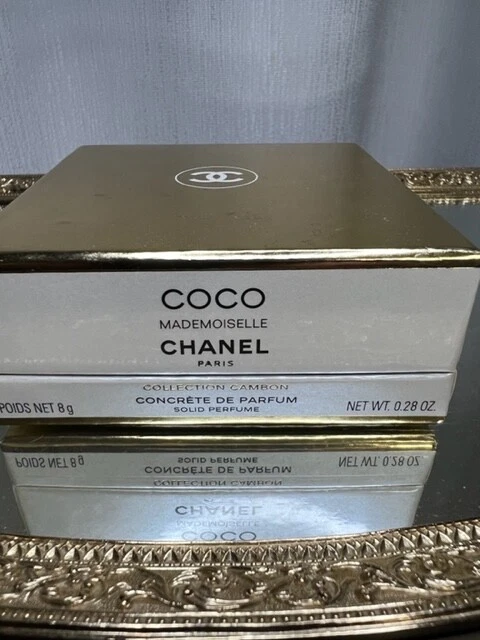 COCO
MADEMOISELLE
CHANEL
PARIS
COLLECTION CAMBON
CONCRÈTE DE PARFUM
SOLID PERFUME
POIDS NET 8 g
NET WT. 0.28 OZ.